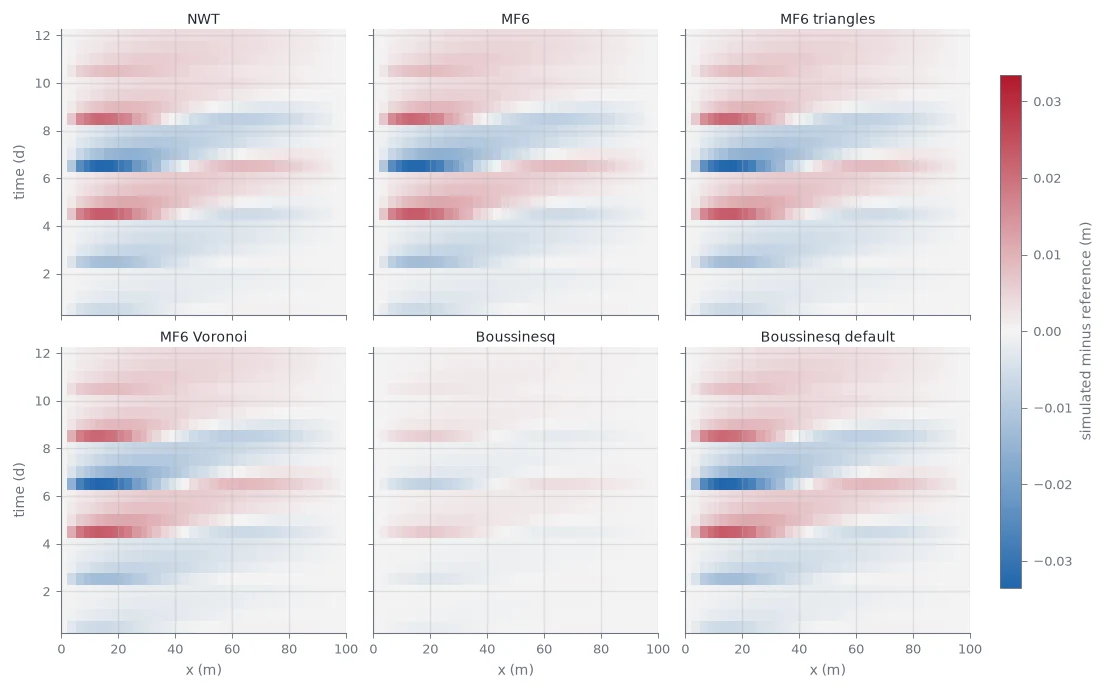 NWT
MF6
MF6 triangles
12
10
8
6
4
2
time (d)
0.03
0.02
0.01
0.00
−0.01
−0.02
−0.03
simulated minus reference (m)
MF6 Voronoi
Boussinesq
Boussinesq default
12
10
8
6
4
2
time (d)
0 20 40 60 80 100
0 20 40 60 80 100
0 20 40 60 80 100
x (m)
x (m)
x (m)